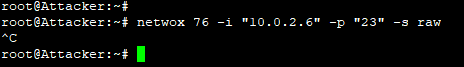 root@Attacker:~#
root@Attacker:~# netwox 76 -i "10.0.2.6" -p "23" -s raw
^C
root@Attacker:~#